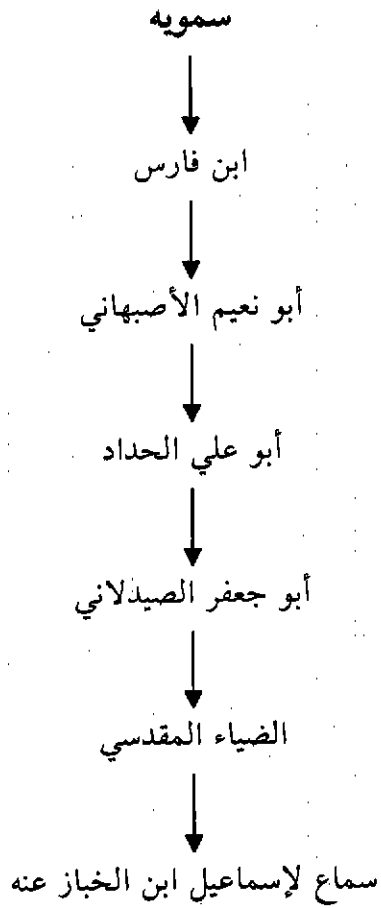 سمويه
ابن فارس
أبو نعيم الأصبهاني
أبو علي الحداد
أبو جعفر الصيدلاني
الضياء المقدسي
سماع لإسماعيل ابن الخباز عنه